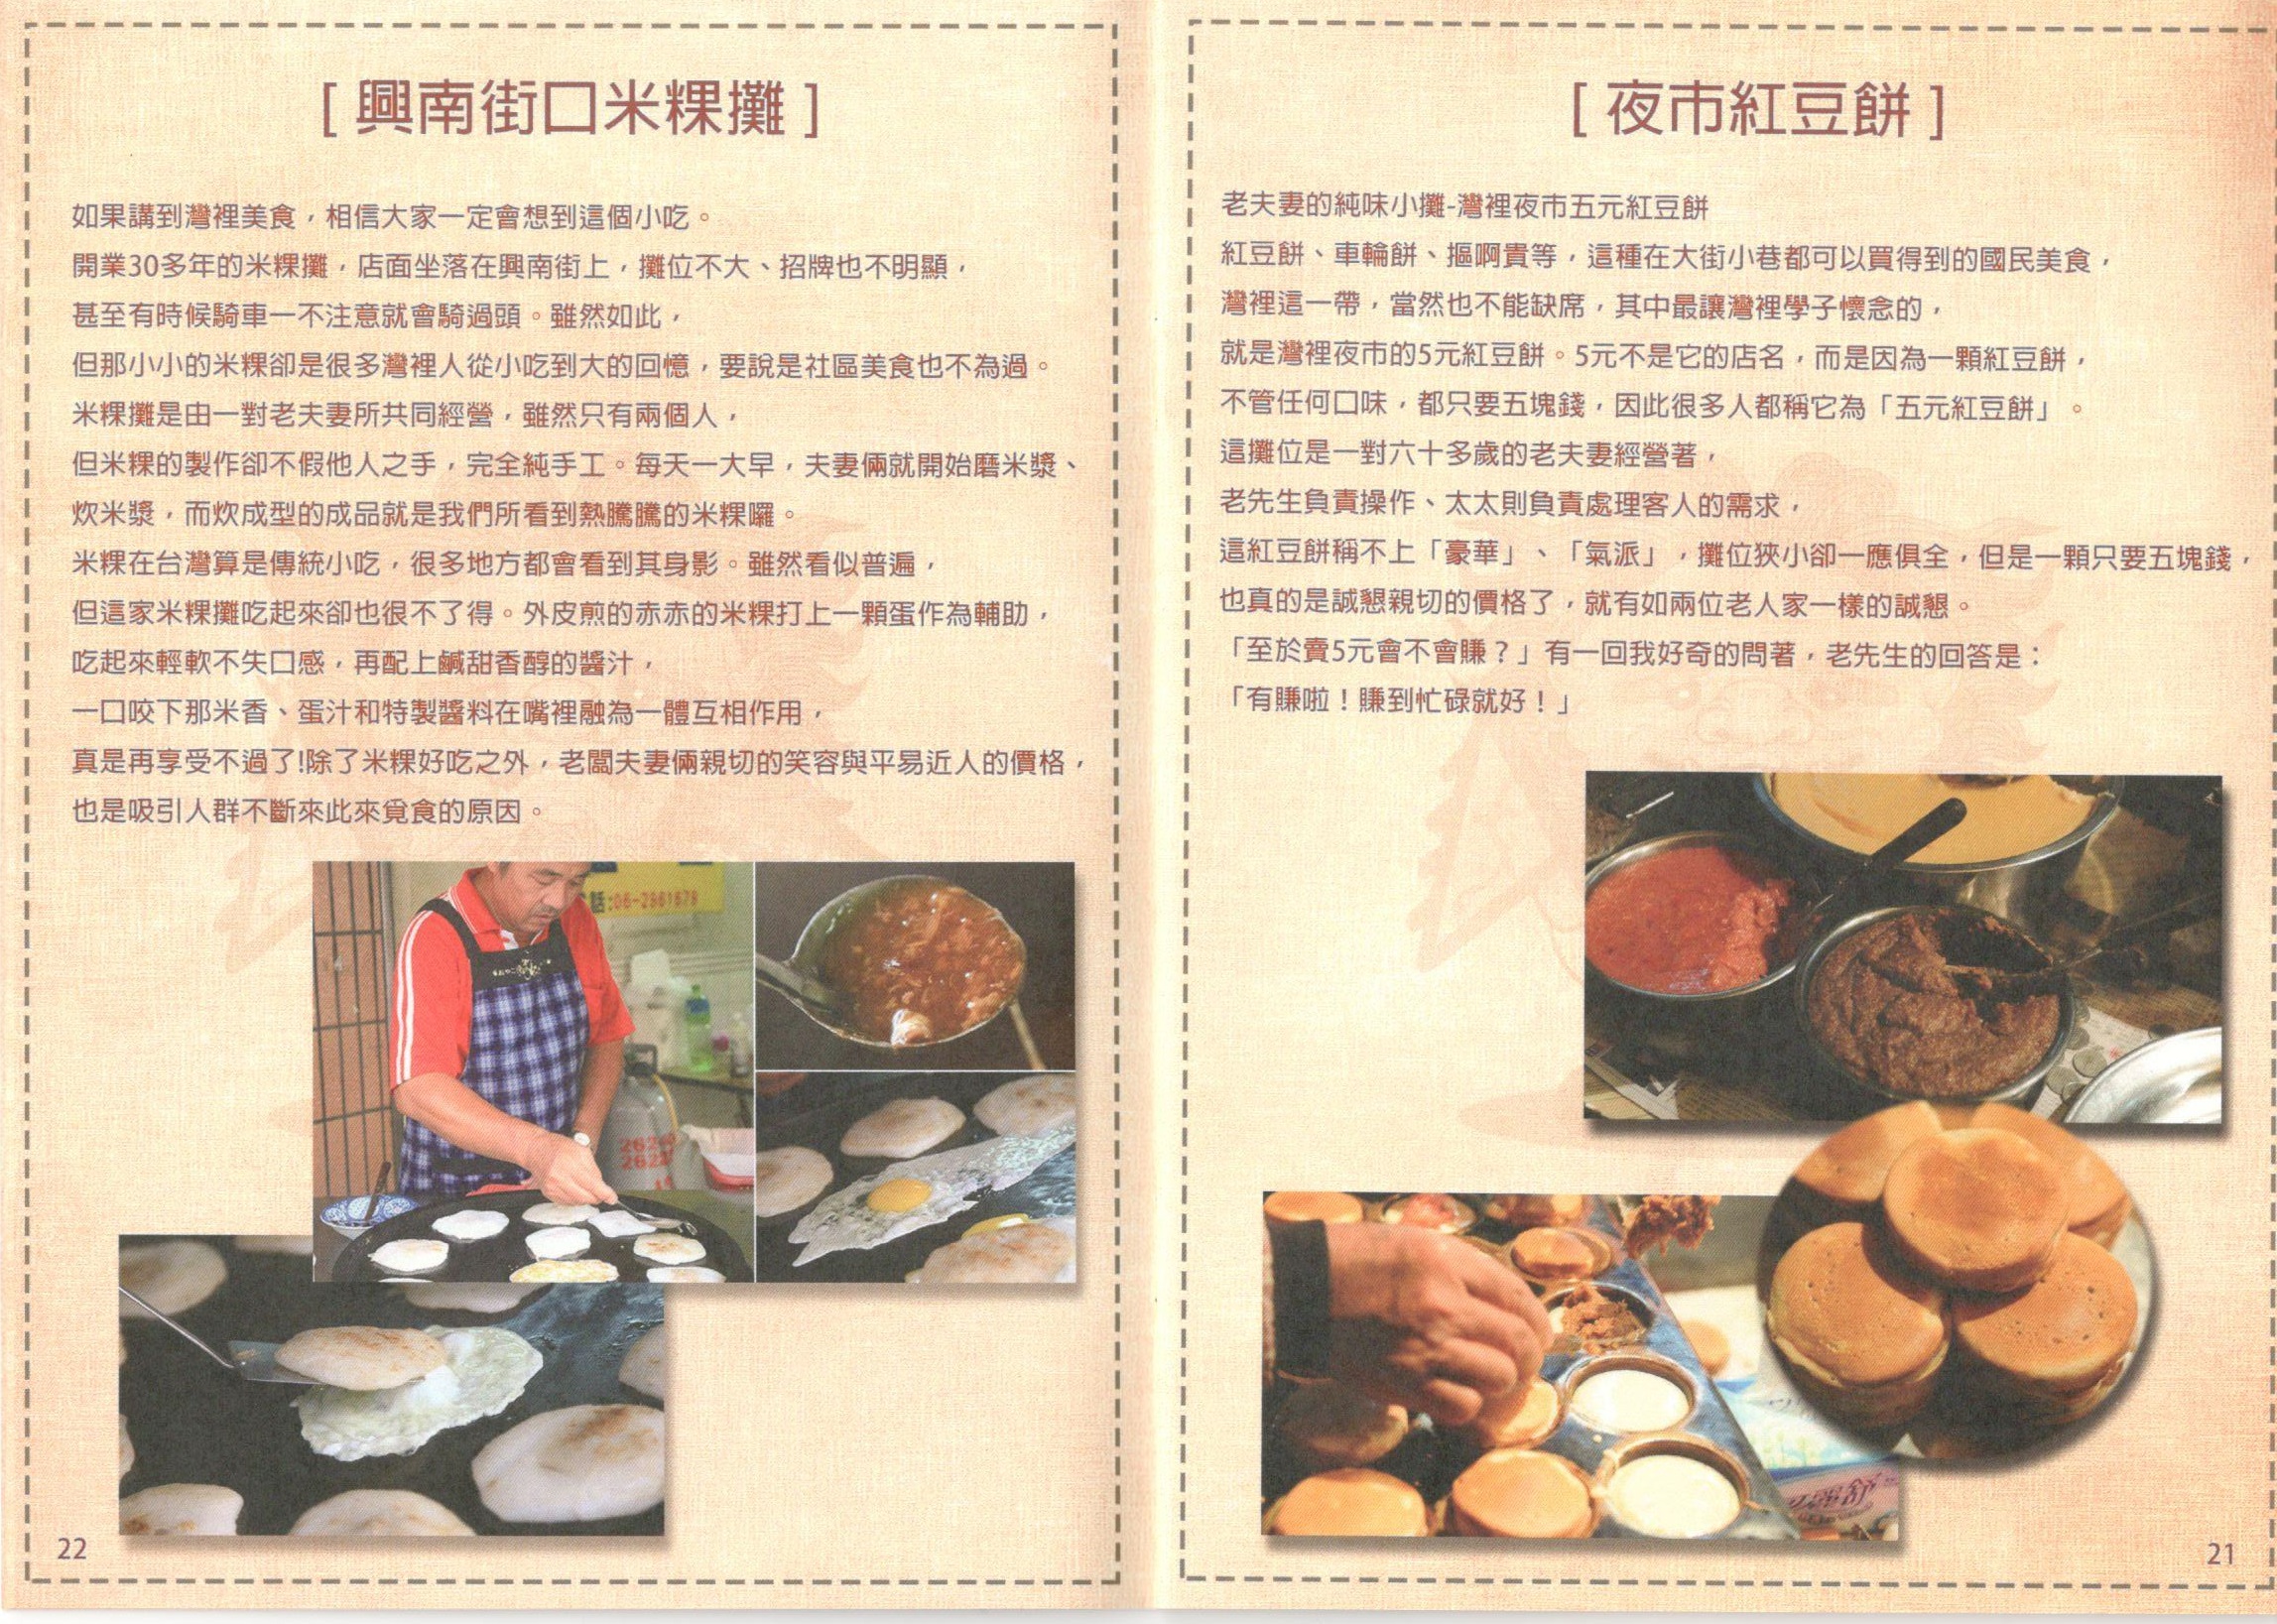 [ 夜市紅豆餅 ]
老夫妻的純味小攤-灣裡夜市五元紅豆餅
紅豆餅、車輪餅、摳啊貴等，這種在大街小巷都可以買得到的國民美食，
灣裡這一帶，當然也不能缺席，其中最讓灣裡學子懷念的，
就是灣裡夜市的5元紅豆餅。5元不是它的店名，而是因為一顆紅豆餅，
不管任何口味，都只要五塊錢，因此很多人都稱它為「五元紅豆餅」。
這攤位是一對六十多歲的老夫妻經營著，
老先生負責操作、太太則負責處理客人的需求，
這紅豆餅稱不上「豪華」、「氣派」，攤位狹小卻一應俱全，但是一顆只要五塊錢，
也真的是誠懇親切的價格了，就有如兩位老人家一樣的誠懇。
「至於賣5元會不會賺？」有一回我好奇的問著，老先生的回答是：
「有賺啦！賺到忙碌就好！」
21
[ 興南街口米粿攤 ]
如果講到灣裡美食，相信大家一定會想到這個小吃。
開業30多年的米粿攤，店面坐落在興南街上，攤位不大、招牌也不明顯，
甚至有時候騎車一不注意就會騎過頭。雖然如此，
但那小小的米粿卻是很多灣裡人從小吃到大的回憶，要說是社區美食也不為過。
米粿攤是由一對老夫妻所共同經營，雖然只有兩個人，
但米粿的製作卻不假他人之手，完全純手工。每天一大早，夫妻倆就開始磨米漿、
炊米漿，而炊成型的成品就是我們所看到熱騰騰的米粿囉。
米粿在台灣算是傳統小吃，很多地方都會看到其身影。雖然看似普遍，
但這家米粿攤吃起來卻也很不了得。外皮煎的赤赤的米粿打上一顆蛋作為輔助，
吃起來輕軟不失口感，再配上鹹甜香醇的醬汁，
一口咬下那米香、蛋汁和特製醬料在嘴裡融為一體互相作用，
真是再享受不過了!除了米粿好吃之外，老闆夫妻倆親切的笑容與平易近人的價格，
也是吸引人群不斷來此來覓食的原因。
話:06-2961678
22